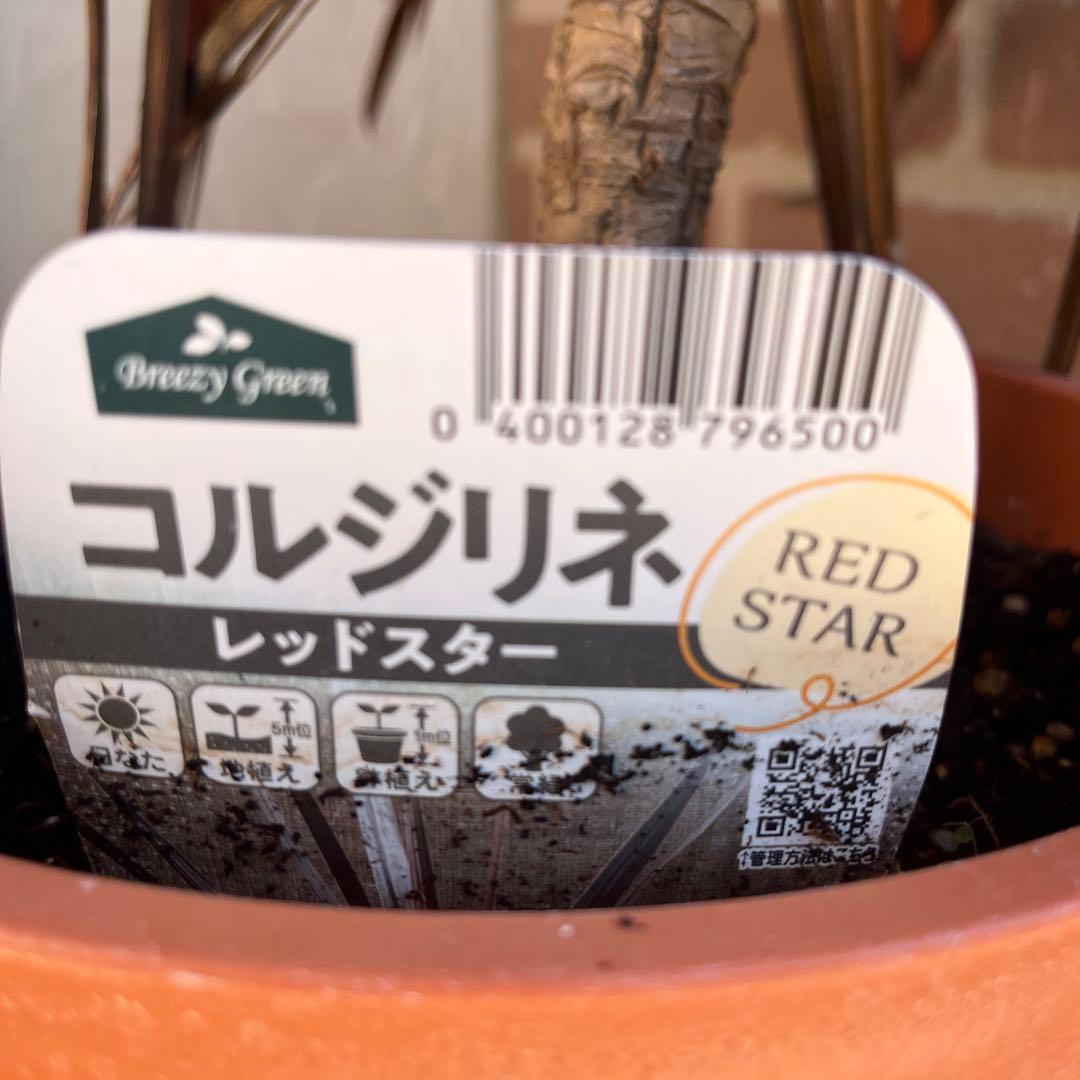 Breezy Green
0 400128 796500
コルジリネ
RED
STAR
レッドスター
5m位
1m位
日なた
地植え
鉢植え
常緑
↑管理方法はこちら